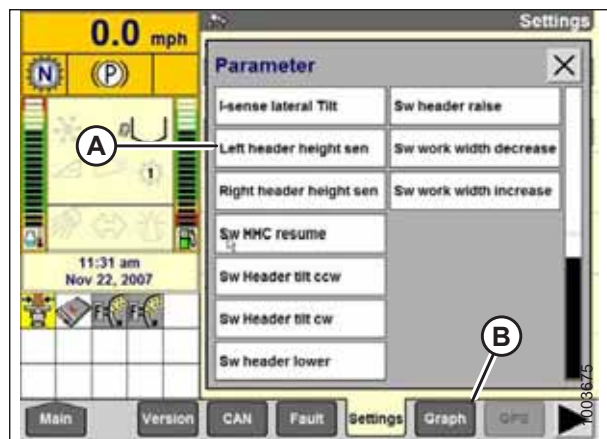 0.0 mph
Settings
N
(P)
Parameter
X
I-sense lateral Tilt
Sw header raise
A
Left header height sen
Sw work width decrease
1
Right header height sen
Sw work width increase
Sw HHC resume
11:31 am
Nov 22, 2007
Sw Header tilt ccw
F=
F=
Sw Header tilt cw
B
Sw header lower
1003675
Main
Version
CAN
Fault
Settings
Graph
GPS